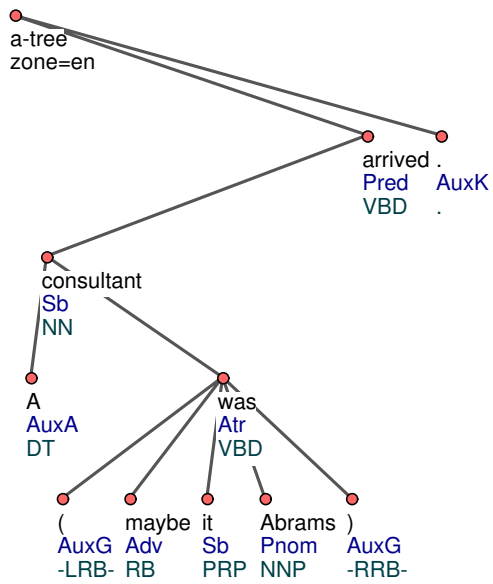 a-tree
zone=en
arrived .
Pred AuxK
VBD .
consultant
Sb
NN
A was
AuxA Atr
DT VBD
( maybe it Abrams )
AuxG Adv Sb Pnom AuxG
-LRB- RB PRP NNP -RRB-